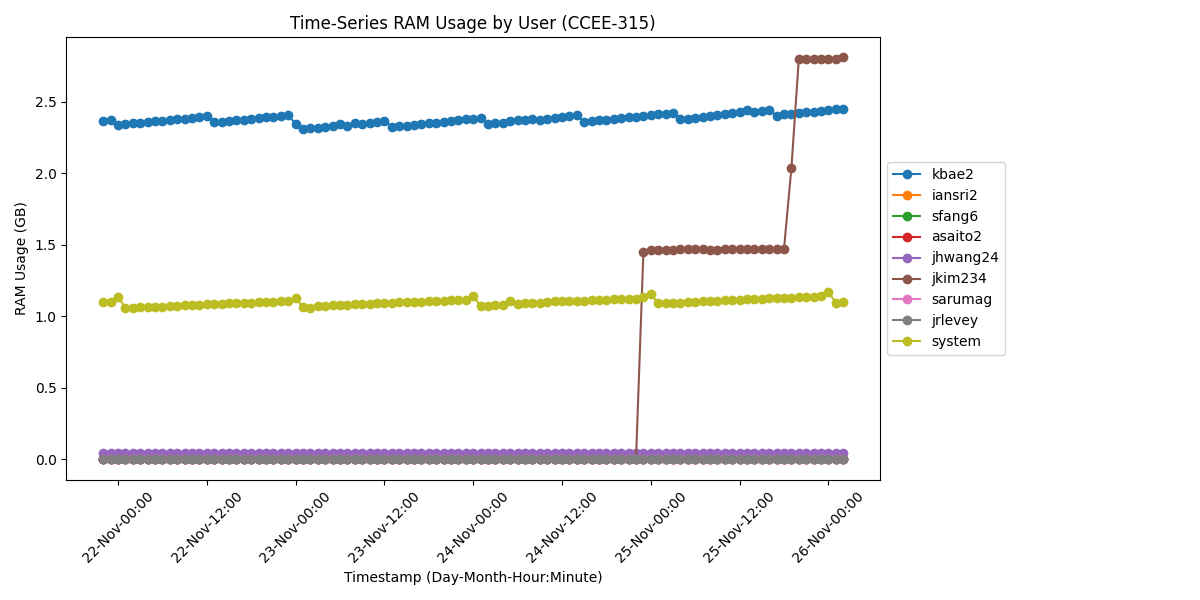 Time-Series RAM Usage by User (CCEE-315)
RAM Usage (GB)
2.5
2.0
1.5
1.0
0.5
0.0
22-Nov-00:00
22-Nov-12:00
23-Nov-00:00
23-Nov-12:00
24-Nov-00:00
24-Nov-12:00
25-Nov-00:00
25-Nov-12:00
26-Nov-00:00
Timestamp (Day-Month-Hour:Minute)
kbae2
iansri2
sfang6
asaito2
jhwang24
jkim234
sarumag
jrlevey
system